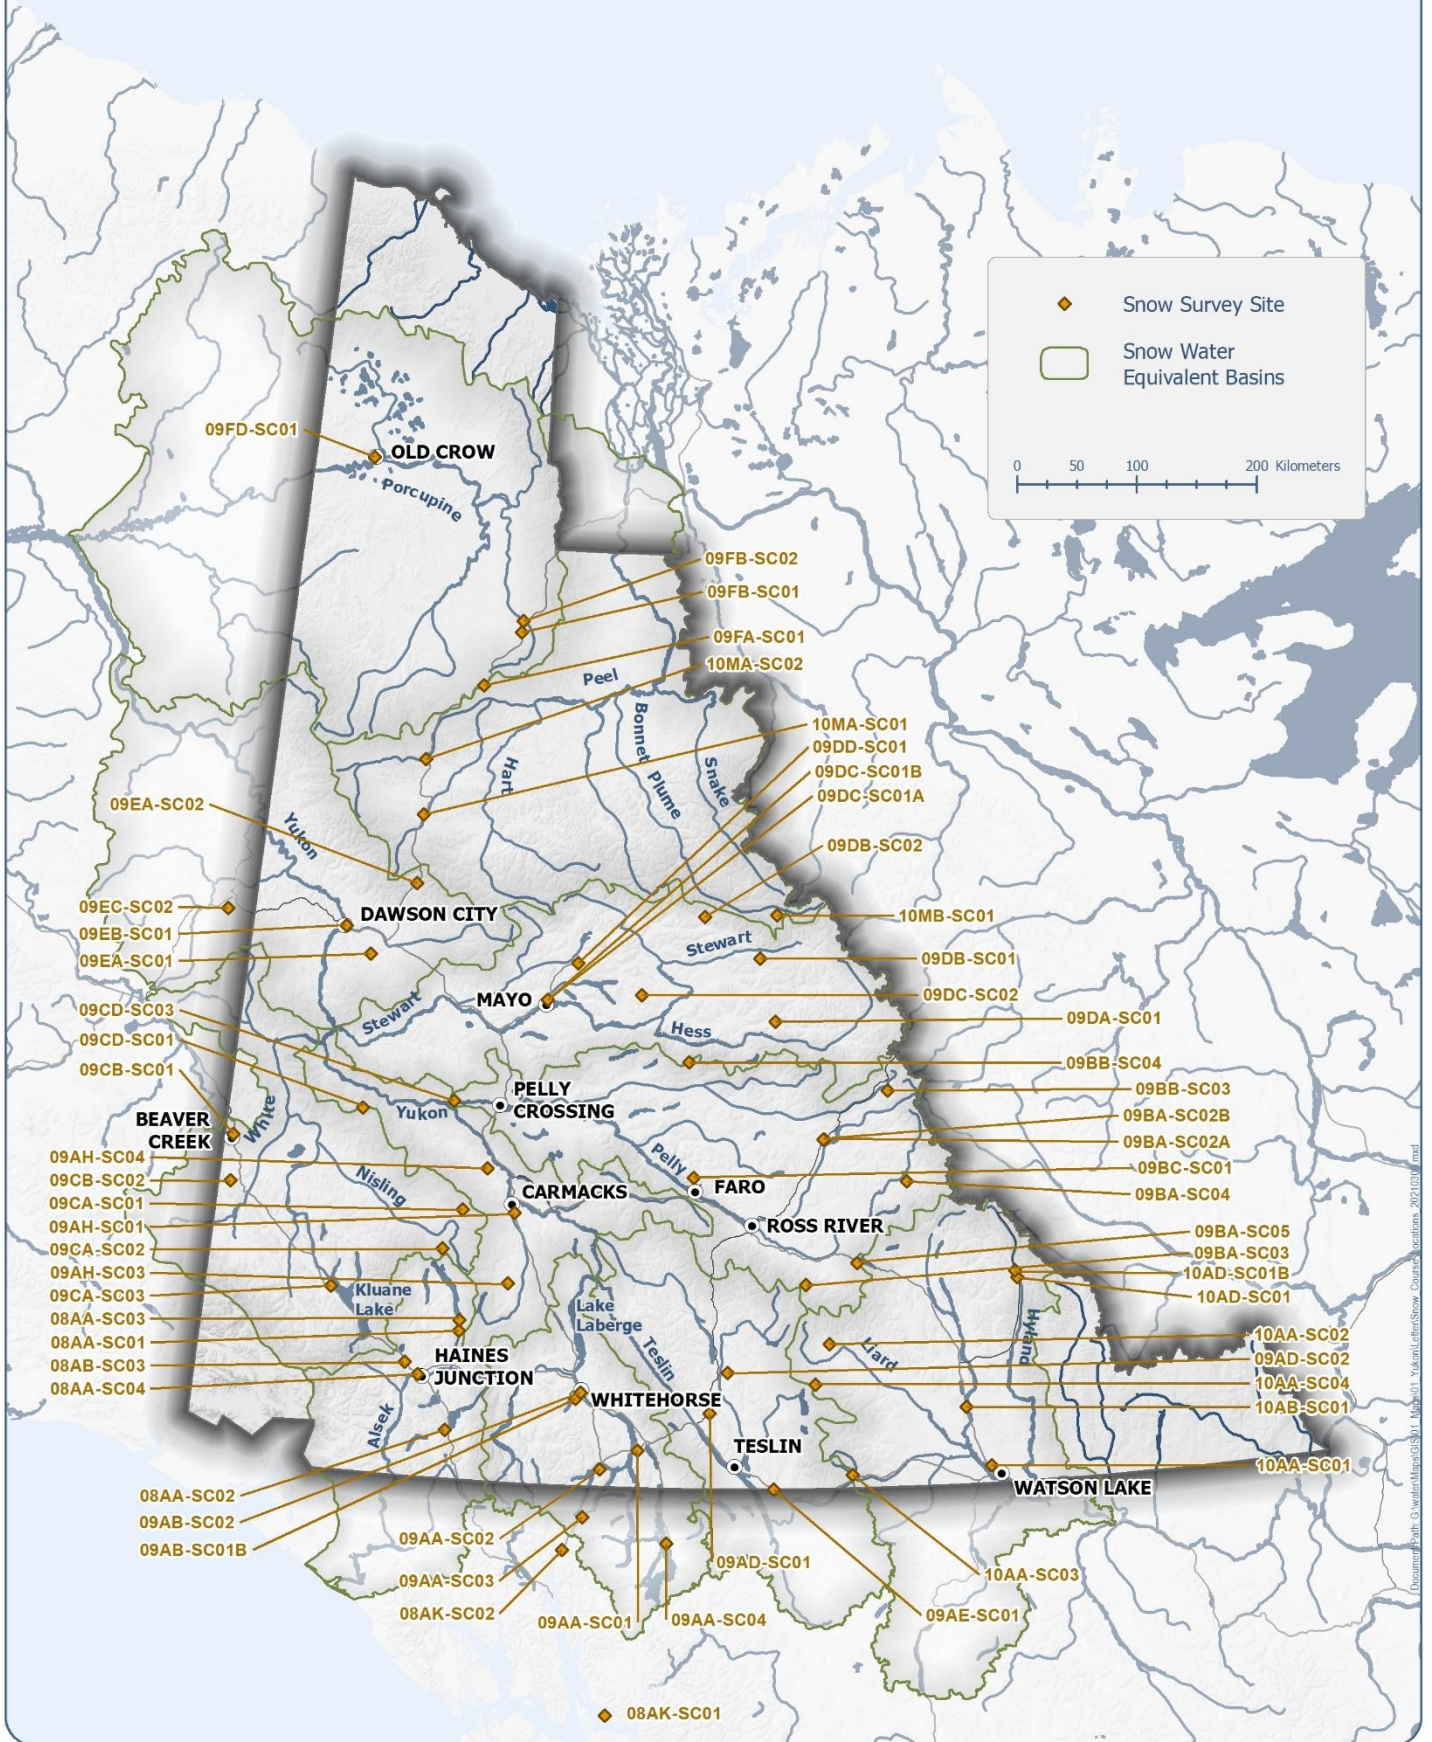 Snow Survey Site
Snow Water
Equivalent Basins
0 50 100 200 Kilometers
09FD-SC01
OLD CROW
Porcupine
09FB-SC02
09FB-SC01
09FA-SC01
10MA-SC02
Peel
10MA-SC01
09DD-SC01
09DC-SC01B
09DC-SC01A
Hart
Bonnet Plume
Snake
09EA-SC02
Yukon
09DB-SC02
09EC-SC02
DAWSON CITY
10MB-SC01
09EB-SC01
Stewart
09EA-SC01
09DB-SC01
MAYO
09DC-SC02
09CD-SC03
Stewart
Hess
09DA-SC01
09CD-SC01
09BB-SC04
09CB-SC01
PELLY
CROSSING
09BB-SC03
Yukon
White
BEAVER
CREEK
09BA-SC02B
09BA-SC02A
09AH-SC04
Pelly
09BC-SC01
09CB-SC02
Nisling
FARO
09BA-SC04
CARMACKS
09CA-SC01
09AH-SC01
ROSS RIVER
09BA-SC05
09CA-SC02
09BA-SC03
09AH-SC03
10AD-SC01B
09CA-SC03
Kluane
Lake
10AD-SC01
Lake
Laberge
08AA-SC03
08AA-SC01
Teslin
Liard
Hyland
10AA-SC02
08AB-SC03
HAINES
JUNCTION
09AD-SC02
08AA-SC04
10AA-SC04
WHITEHORSE
10AB-SC01
Alsek
TESLIN
10AA-SC01
WATSON LAKE
08AA-SC02
09AB-SC02
09AB-SC01B
09AA-SC02
09AD-SC01
10AA-SC03
09AA-SC03
08AK-SC02
09AA-SC01
09AA-SC04
09AE-SC01
08AK-SC01